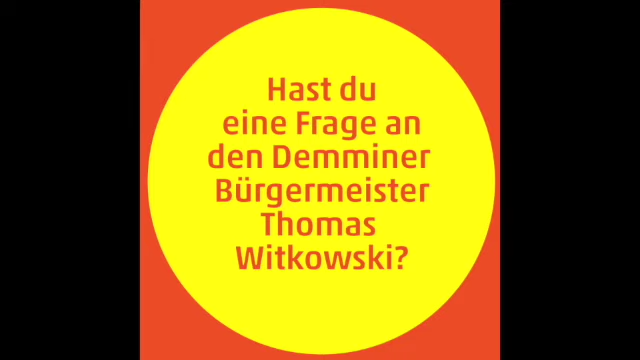 Hast du
eine Frage an
den Demminer
Bürgermeister
Thomas
Witkowski?